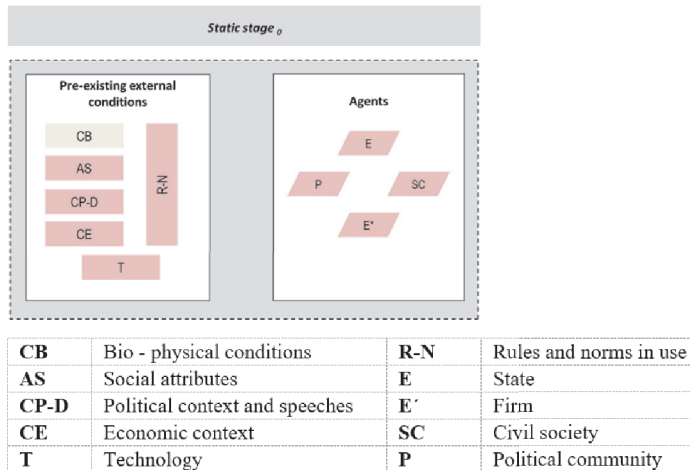 Static stage 0
Pre-existing external
conditions
CB
AS
CP-D
CE
R-N
T
Agents
E
P
SC
E*
CB Bio - physical conditions R-N Rules and norms in use
AS Social attributes E State
CP-D Political context and speeches E´ Firm
CE Economic context SC Civil society
T Technology P Political community